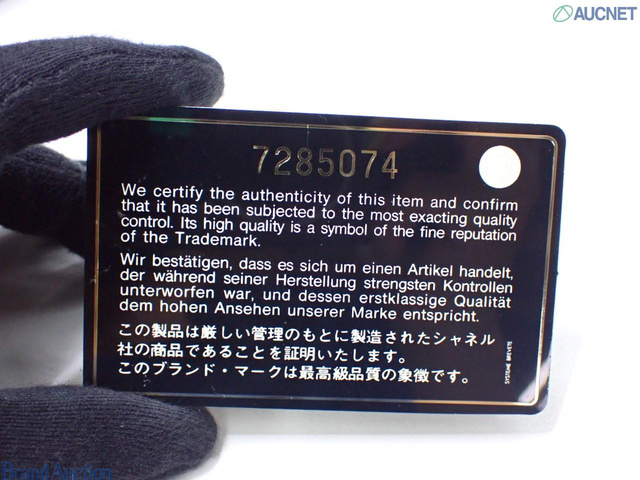 AUCNET
7285074
We certify the authenticity of this item and confirm
that it has been subjected to the most exacting quality
control. Its high quality is a symbol of the fine reputation
of the Trademark.
Wir bestätigen, dass es sich um einen Artikel handelt,
der während seiner Herstellung strengsten Kontrollen
unterworfen war, und dessen erstklassige Qualität
dem hohen Ansehen unserer Marke entspricht.
この製品は厳しい管理のもとに製造されたシャネル
社の商品であることを証明いたします。
このブランド・マークは最高級品質の象徴です。
SYSTEME BREVETE
Brand Auction